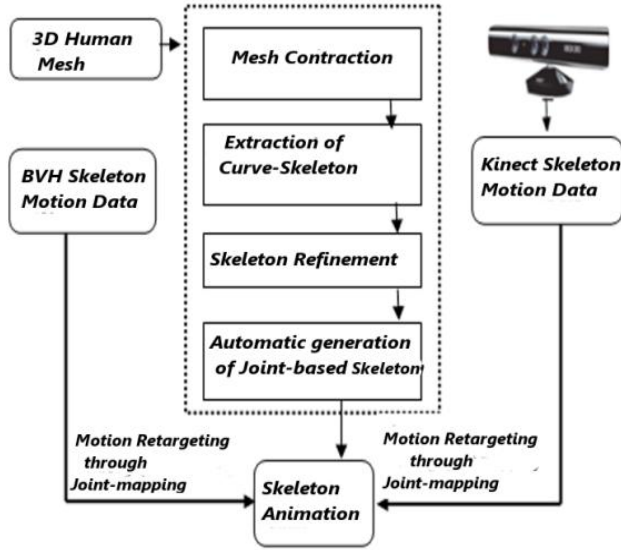 3D Human
Mesh
Mesh Contraction
Extraction of
Curve-Skeleton
BVH Skeleton
Motion Data
Kinect Skeleton
Motion Data
Skeleton Refinement
Automatic generation
of Joint-based Skeleton
Motion Retargeting
through
Joint-mapping
Motion Retargeting
through
Joint-mapping
Skeleton
Animation